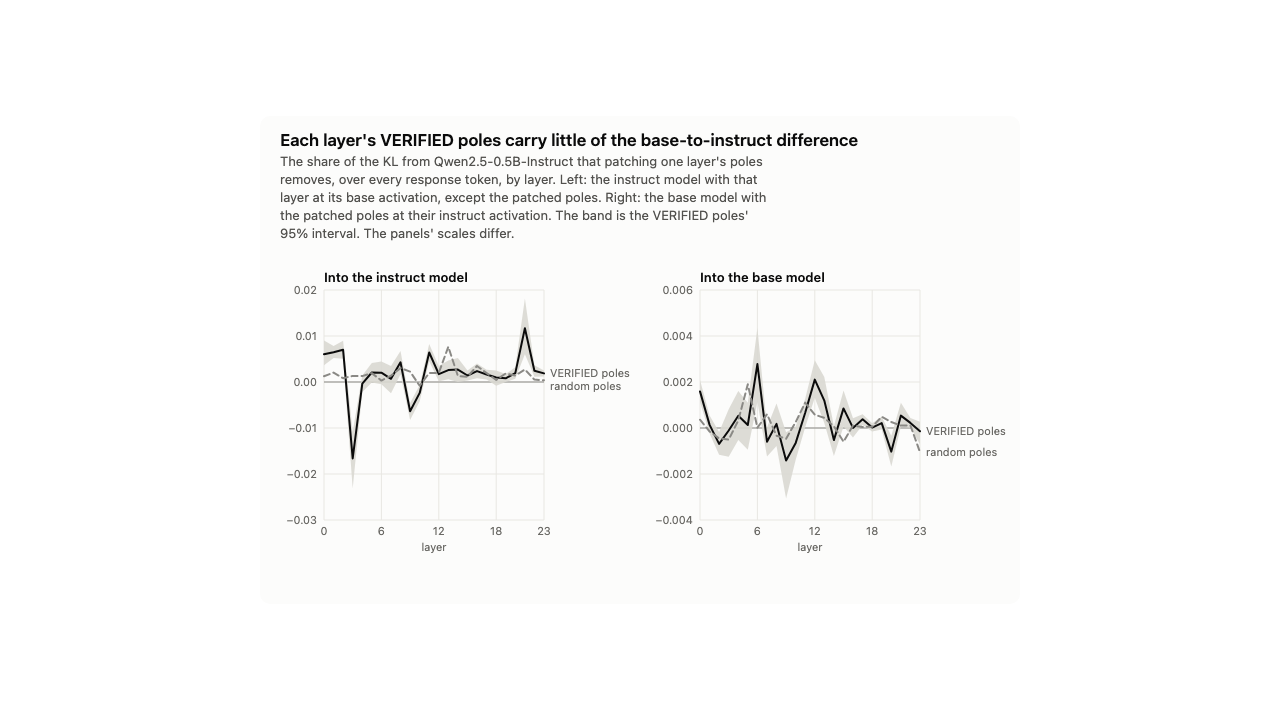 Each layer's VERIFIED poles carry little of the base-to-instruct difference
The share of the KL from Qwen2.5-0.5B-Instruct that patching one layer's poles
removes, over every response token, by layer. Left: the instruct model with that
layer at its base activation, except the patched poles. Right: the base model with
the patched poles at their instruct activation. The band is the VERIFIED poles'
95% interval. The panels' scales differ.
Into the instruct model
0.02
0.01
0.00
−0.01
−0.02
−0.03
0 6 12 18 23
layer
VERIFIED poles
random poles
Into the base model
0.006
0.004
0.002
0.000
−0.002
−0.004
0 6 12 18 23
layer
VERIFIED poles
random poles